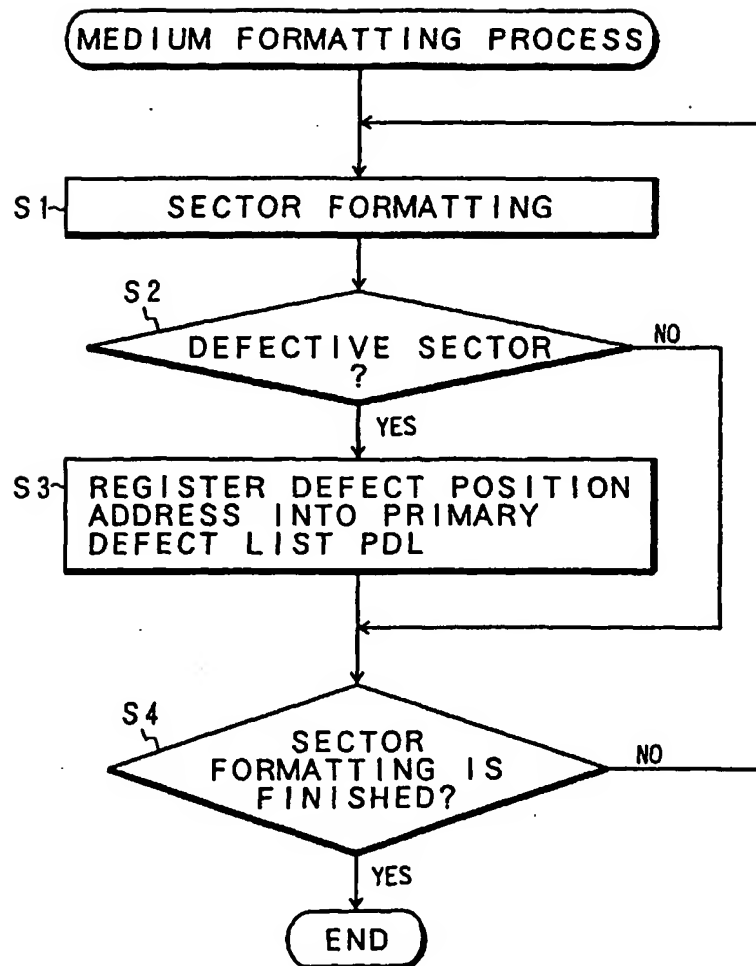 MEDIUM FORMATTING PROCESS
S1
SECTOR FORMATTING
S2
DEFECTIVE SECTOR
?
NO
YES
S3
REGISTER DEFECT POSITION
ADDRESS INTO PRIMARY
DEFECT LIST PDL
S4
SECTOR
FORMATTING IS
FINISHED?
NO
YES
END